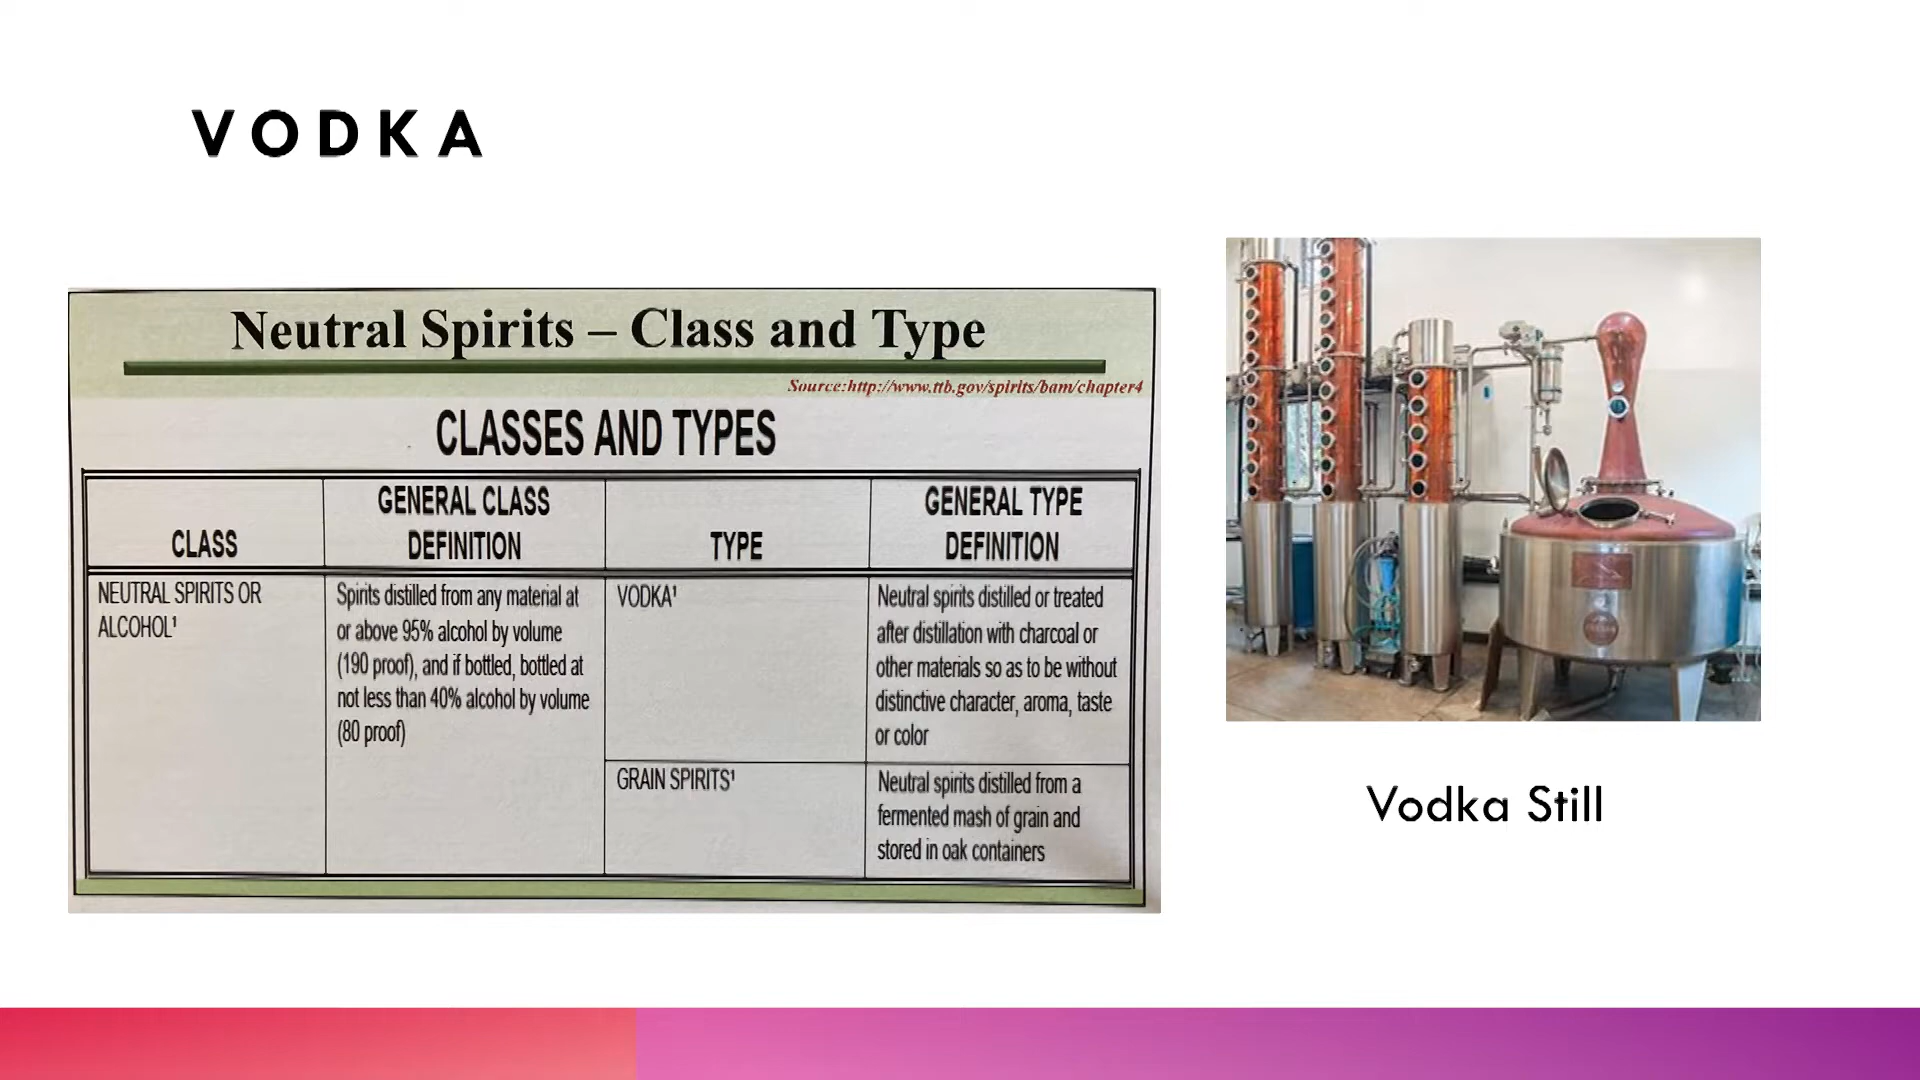 VODKA
Neutral Spirits – Class and Type
Source:http://www.ttb.gov/spirits/bam/chapter4
CLASSES AND TYPES
CLASS
GENERAL CLASS
DEFINITION
TYPE
GENERAL TYPE
DEFINITION
NEUTRAL SPIRITS OR
ALCOHOL¹
Spirits distilled from any material at
or above 95% alcohol by volume
(190 proof), and if bottled, bottled at
not less than 40% alcohol by volume
(80 proof)
VODKA¹
Neutral spirits distilled or treated
after distillation with charcoal or
other materials so as to be without
distinctive character, aroma, taste
or color
GRAIN SPIRITS¹
Neutral spirits distilled from a
fermented mash of grain and
stored in oak containers
Vodka Still